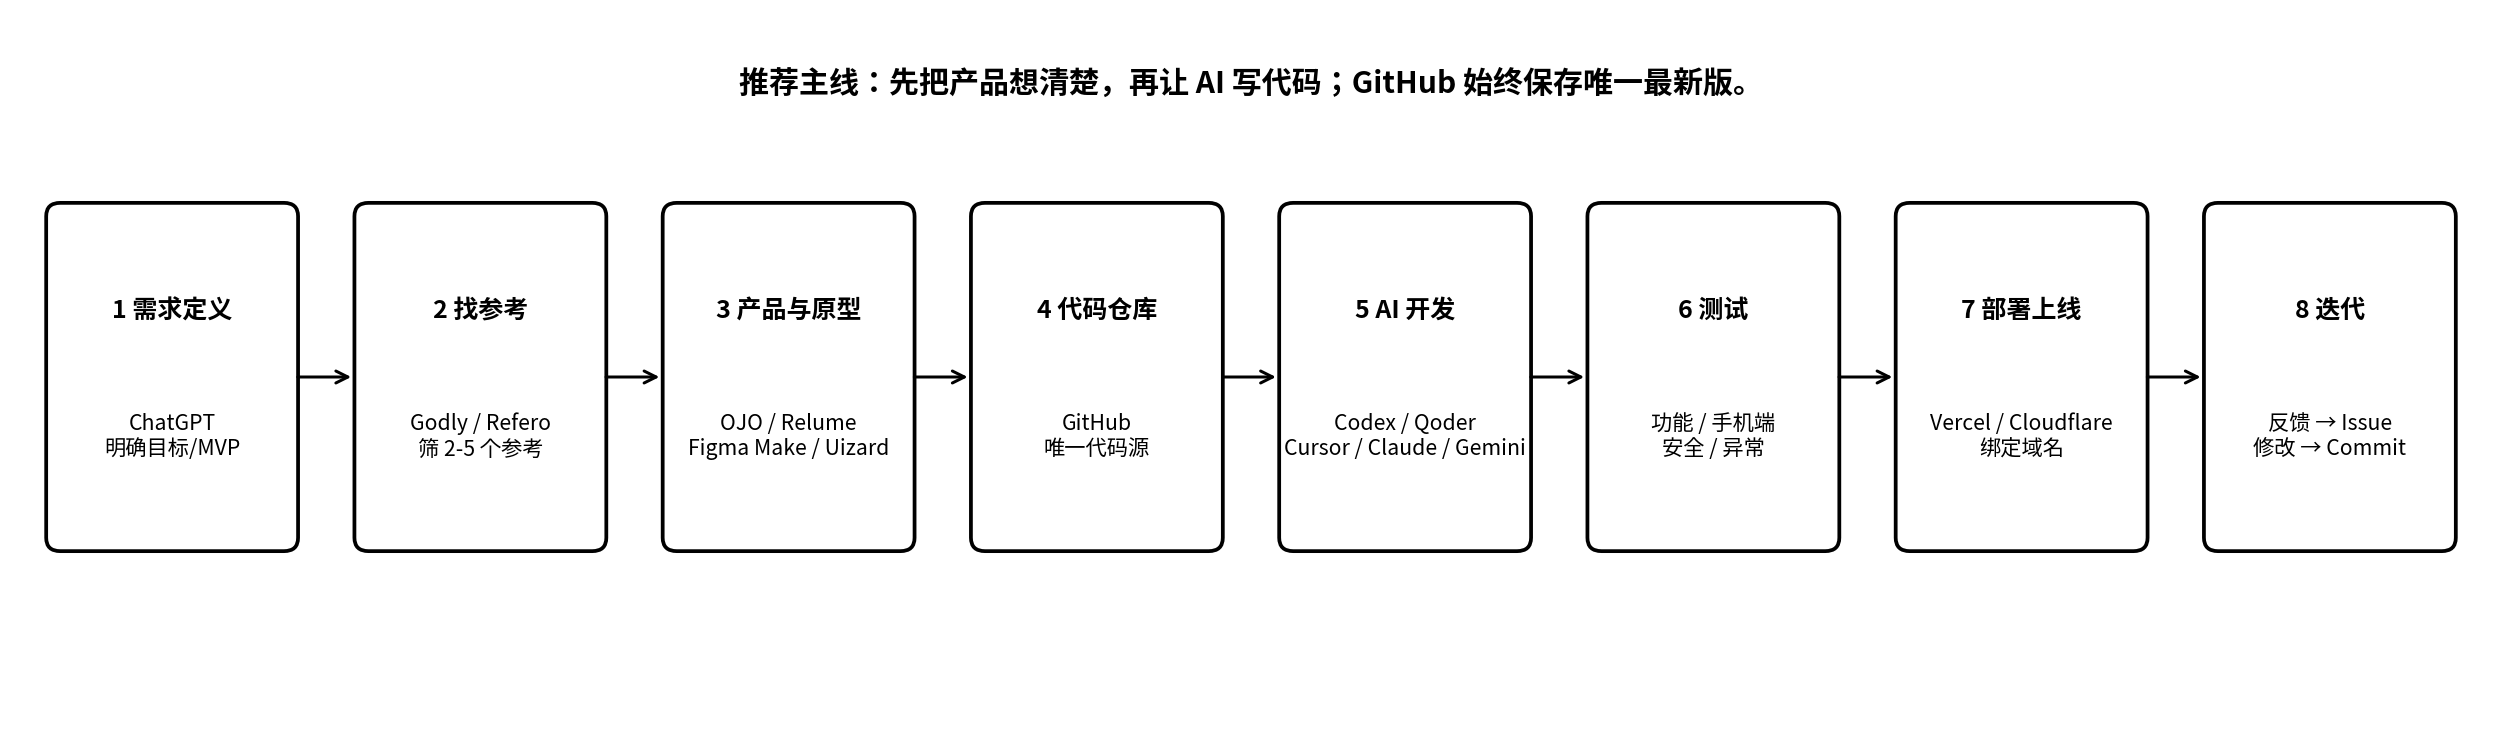 推荐主线：先把产品想清楚，再让 AI 写代码；GitHub 始终保存唯一最新版。
1 需求定义
ChatGPT
明确目标/MVP
2 找参考
Godly / Refero
筛 2-5 个参考
3 产品与原型
OJO / Relume
Figma Make / Uizard
4 代码仓库
GitHub
唯一代码源
5 AI 开发
Codex / Qoder
Cursor / Claude / Gemini
6 测试
功能 / 手机端
安全 / 异常
7 部署上线
Vercel / Cloudflare
绑定域名
8 迭代
反馈 → Issue
修改 → Commit